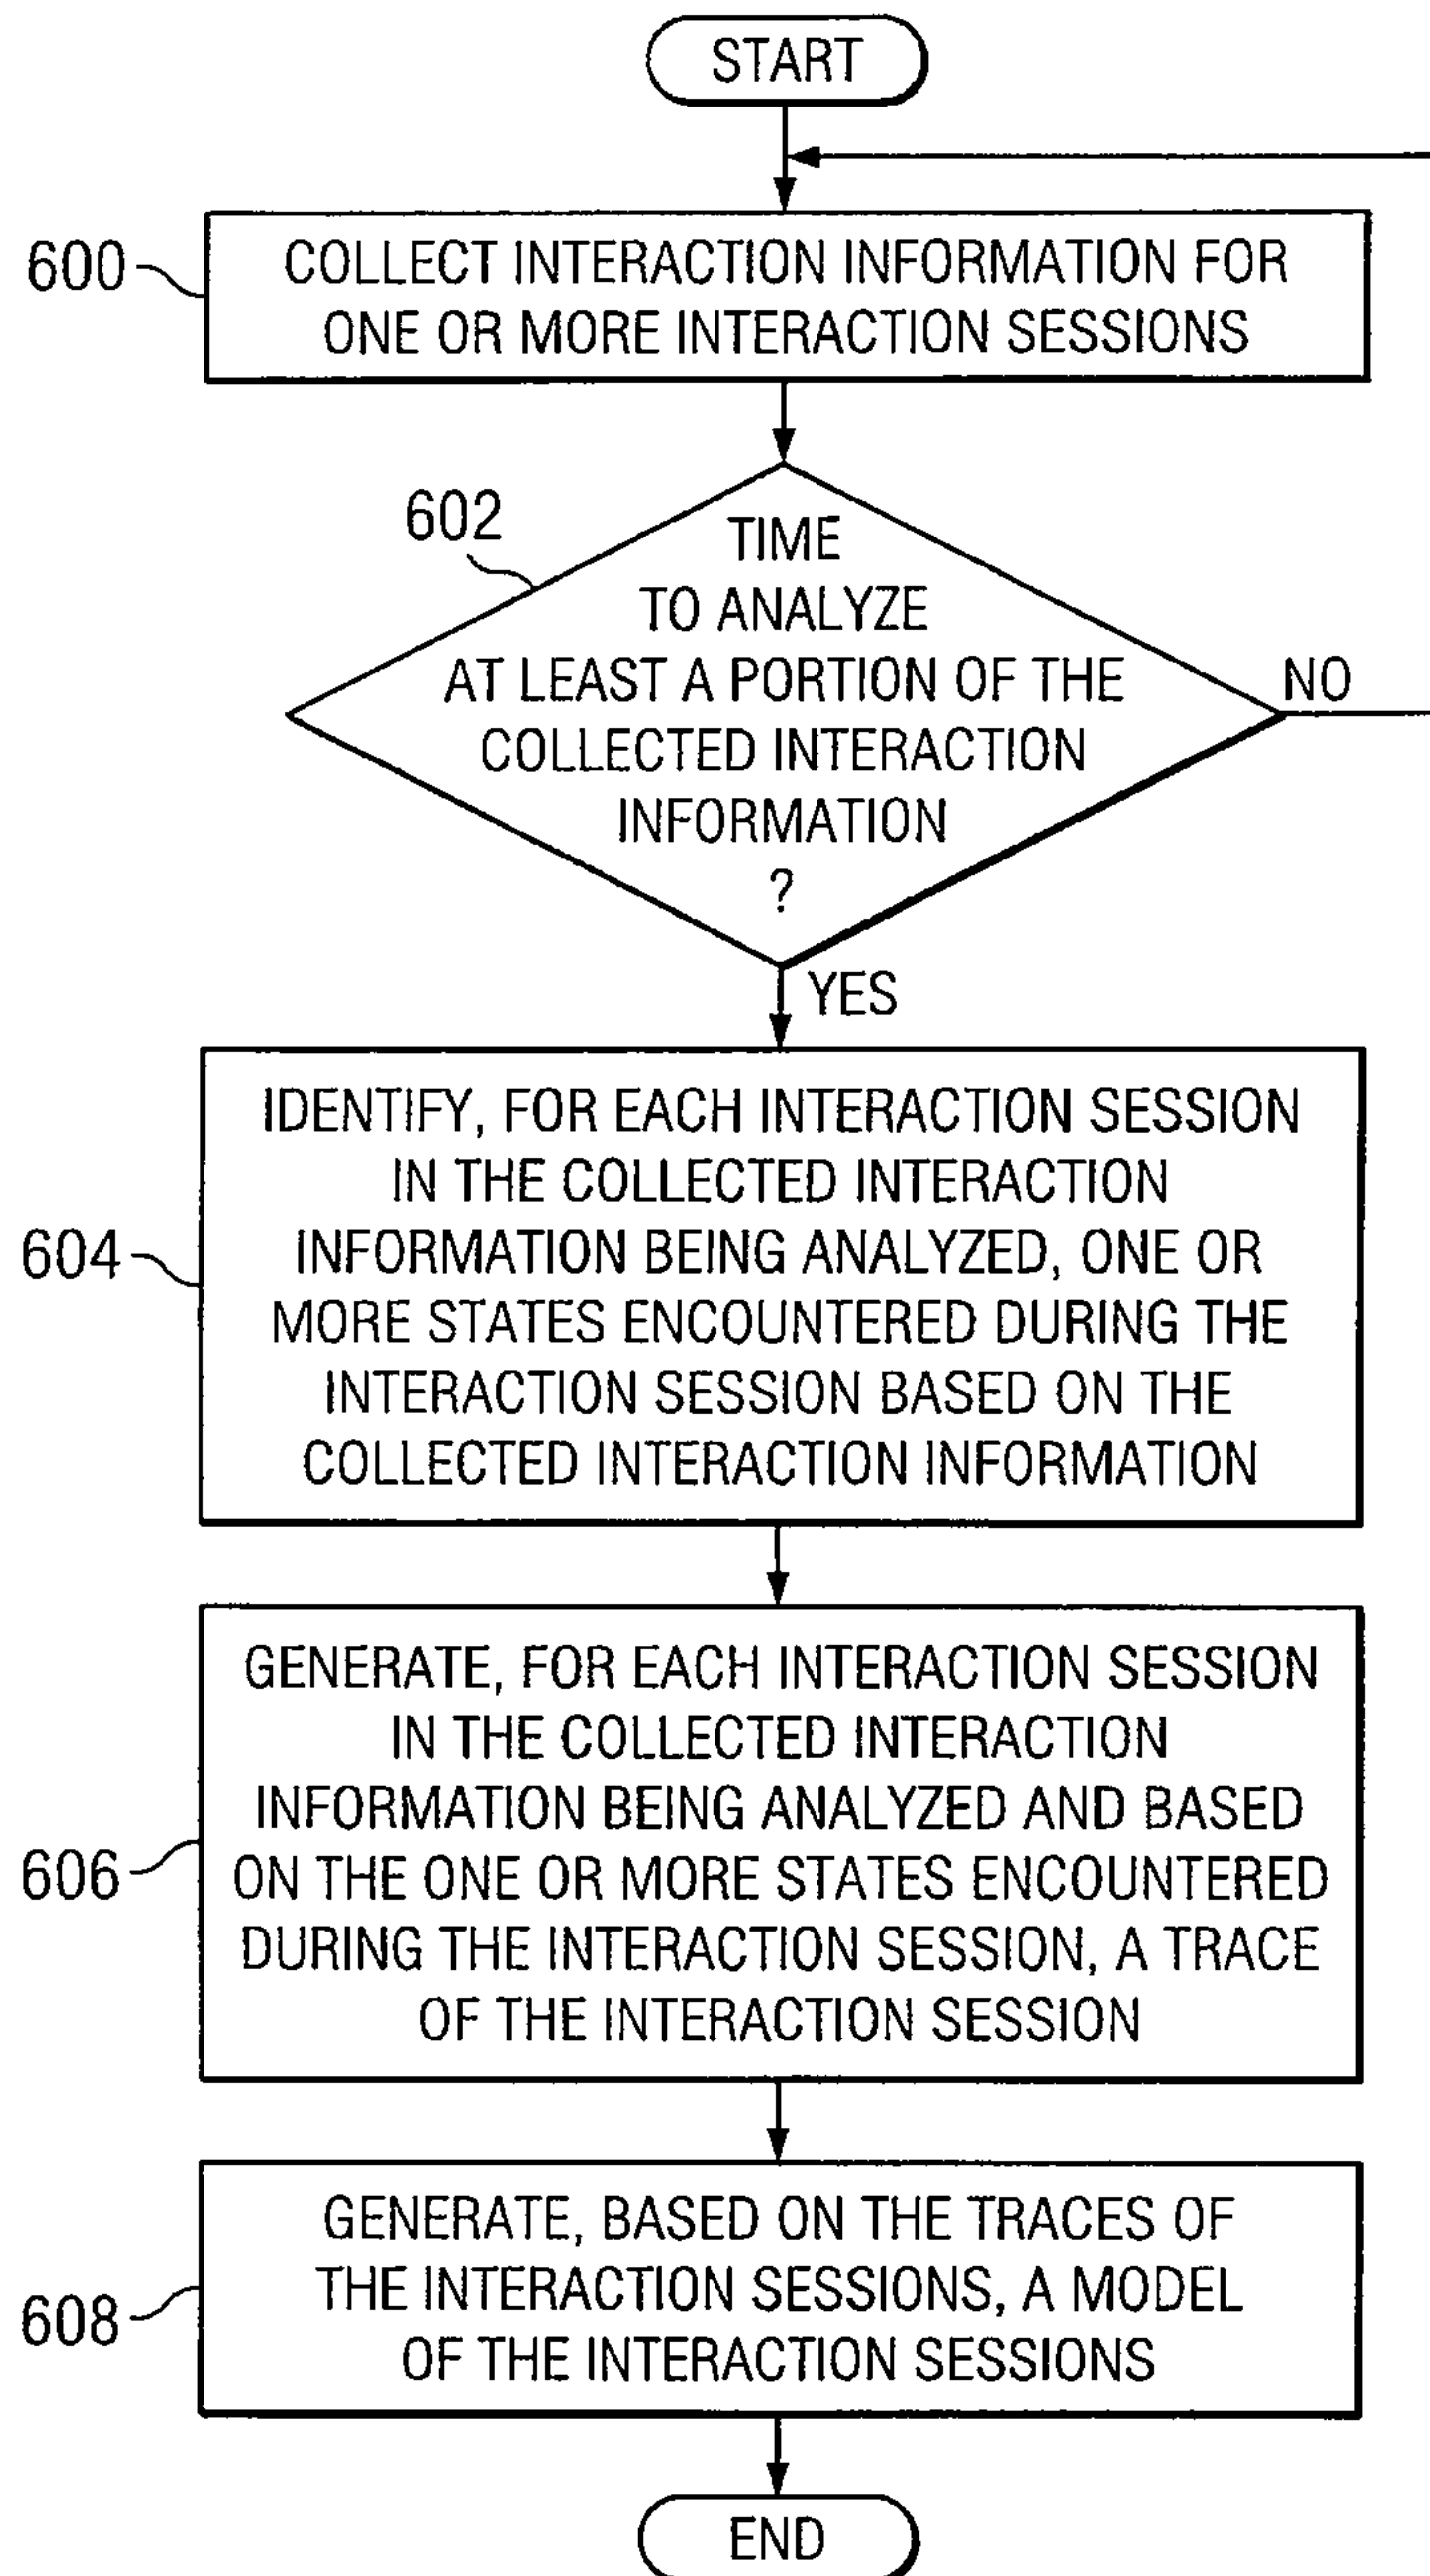 START
600
COLLECT INTERACTION INFORMATION FOR
ONE OR MORE INTERACTION SESSIONS
602
TIME
TO ANALYZE
AT LEAST A PORTION OF THE
COLLECTED INTERACTION
INFORMATION
?
NO
YES
604
IDENTIFY, FOR EACH INTERACTION SESSION
IN THE COLLECTED INTERACTION
INFORMATION BEING ANALYZED, ONE OR
MORE STATES ENCOUNTERED DURING THE
INTERACTION SESSION BASED ON THE
COLLECTED INTERACTION INFORMATION
606
GENERATE, FOR EACH INTERACTION SESSION
IN THE COLLECTED INTERACTION
INFORMATION BEING ANALYZED AND BASED
ON THE ONE OR MORE STATES ENCOUNTERED
DURING THE INTERACTION SESSION, A TRACE
OF THE INTERACTION SESSION
608
GENERATE, BASED ON THE TRACES OF
THE INTERACTION SESSIONS, A MODEL
OF THE INTERACTION SESSIONS
END